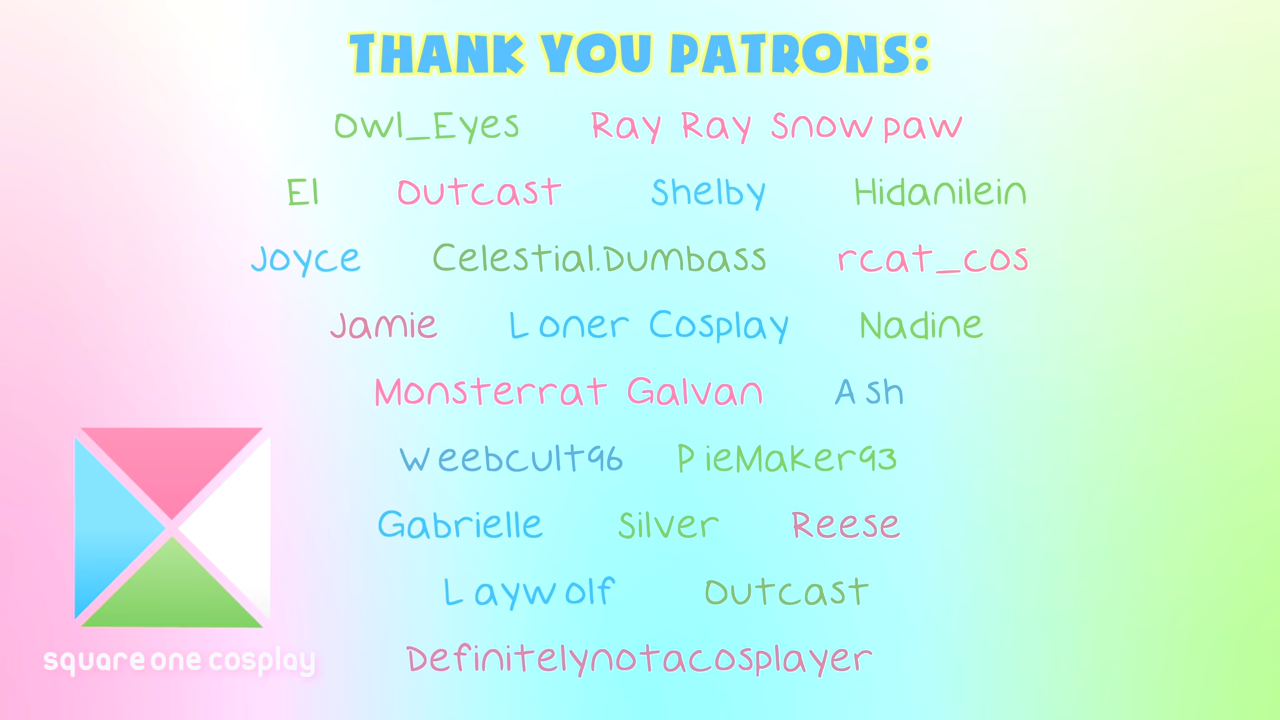 THANK YOU PATRONS:
Owl_Eyes Ray Ray Snowpaw
El Outcast Shelby Hidanilein
Joyce Celestial.Dumbass rcat_cos
Jamie Loner Cosplay Nadine
Monsterrat Galvan Ash
Weebcult96 PieMaker93
Gabrielle Silver Reese
Laywolf Outcast
Definitelynotacosplayer
square one cosplay